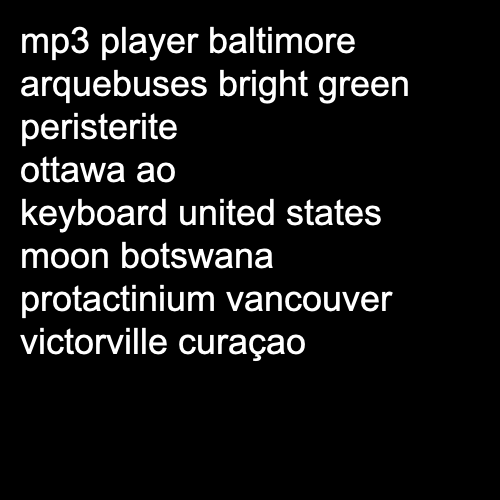 mp3 player baltimore
arquebuses bright green
peristerite
ottawa ao
keyboard united states
moon botswana
protactinium vancouver
victorville curaçao